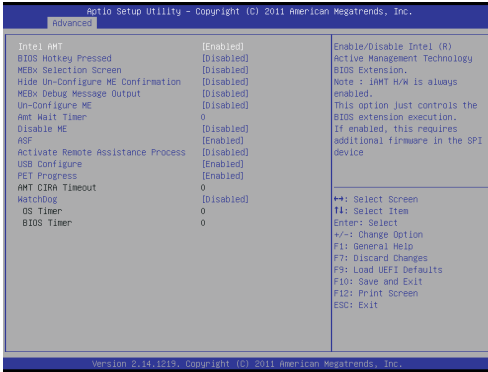 Aptio Setup Utility – Copyright (C) 2011 American Megatrends, Inc.
Advanced
Intel AMT [Enabled]
BIOS Hotkey Pressed [Disabled]
MEBx Selection Screen [Disabled]
Hide Un-Configure ME Confirmation [Disabled]
MEBx Debug Message Output [Disabled]
Un-Configure ME [Disabled]
Amt Wait Timer 0
Disable ME [Disabled]
ASF [Enabled]
Activate Remote Assistance Process [Disabled]
USB Configure [Enabled]
PET Progress [Enabled]
AMT CIRA Timeout 0
WatchDog [Disabled]
OS Timer 0
BIOS Timer 0
Enable/Disable Intel (R)
Active Management Technology
BIOS Extension.
Note : iAMT H/W is always
enabled.
This option just controls the
BIOS extension execution.
If enabled, this requires
additional firmware in the SPI
device
↔: Select Screen
↑↓: Select Item
Enter: Select
+/-: Change Option
F1: General Help
F7: Discard Changes
F9: Load UEFI Defaults
F10: Save and Exit
F12: Print Screen
ESC: Exit
Version 2.14.1219. Copyright (C) 2011 American Megatrends, Inc.